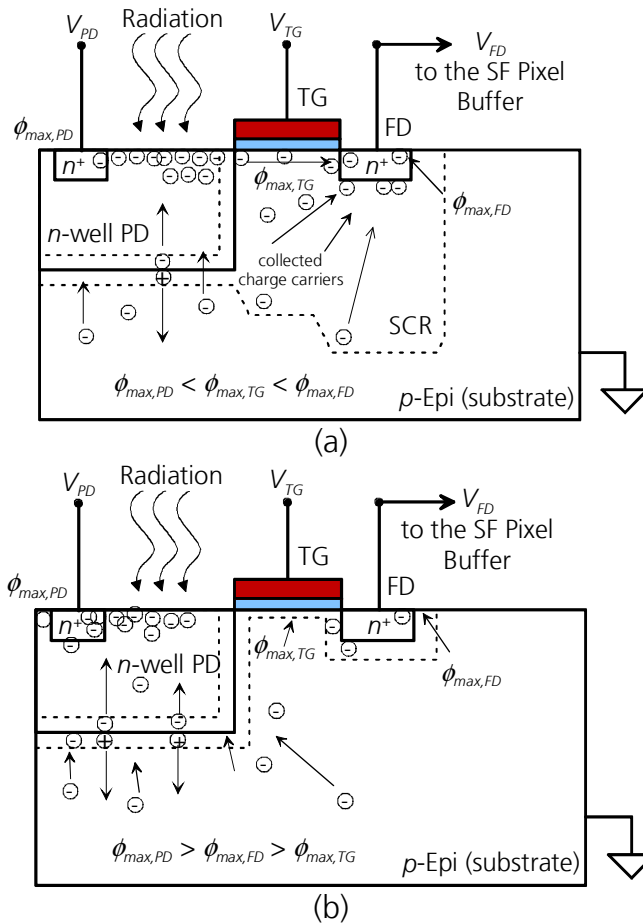 V_PD
Radiation
V_TG
V_FD
to the SF Pixel
Buffer
TG
FD
ϕ_max,PD
n⁺
n⁺
ϕ_max,TG
ϕ_max,FD
n-well PD
collected
charge carriers
SCR
ϕ_max,PD < ϕ_max,TG < ϕ_max,FD
p-Epi (substrate)
(a)
V_PD
Radiation
V_TG
V_FD
to the SF Pixel
Buffer
TG
FD
ϕ_max,PD
n⁺
n⁺
n-well PD
ϕ_max,TG
ϕ_max,FD
ϕ_max,PD > ϕ_max,FD > ϕ_max,TG
p-Epi (substrate)
(b)